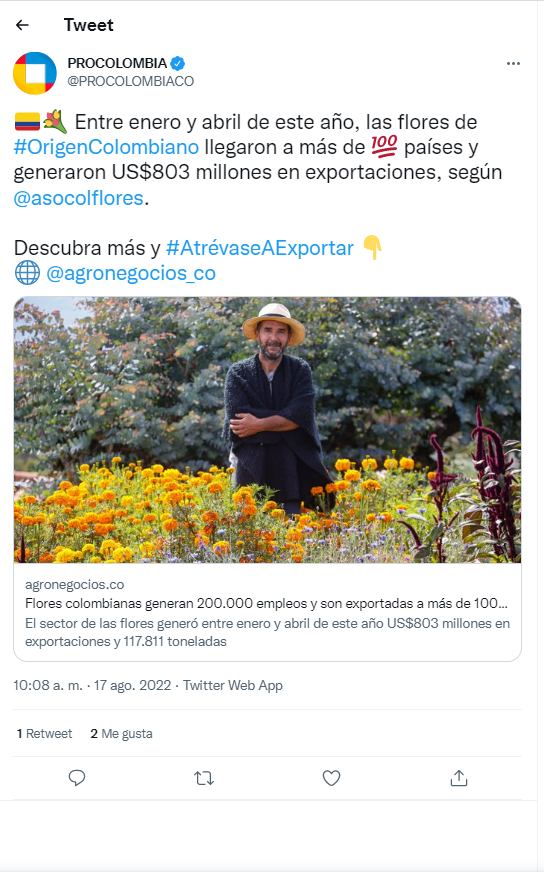 Tweet
PROCOLOMBIA
@PROCOLOMBIACO
Entre enero y abril de este año, las flores de
#OrigenColombiano llegaron a más de 💯 países y
generaron US$803 millones en exportaciones, según
@asocolflores.
Descubra más y #AtrévaseAExportar 👇
@agronegocios_co
agronegocios.co
Flores colombianas generan 200.000 empleos y son exportadas a más de 100...
El sector de las flores generó entre enero y abril de este año US$803 millones en
exportaciones y 117.811 toneladas
10:08 a. m. · 17 ago. 2022 · Twitter Web App
1 Retweet 2 Me gusta